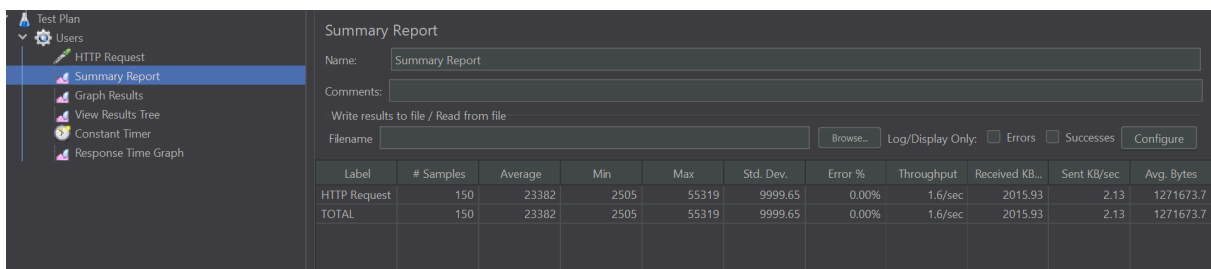 Test Plan
Users
HTTP Request
Summary Report
Graph Results
View Results Tree
Constant Timer
Response Time Graph
Summary Report
Name: Summary Report
Comments:
Write results to file / Read from file
Filename Browse... Log/Display Only: Errors Successes Configure
Label # Samples Average Min Max Std. Dev. Error % Throughput Received KB... Sent KB/sec Avg. Bytes
HTTP Request 150 23382 2505 55319 9999.65 0.00% 1.6/sec 2015.93 2.13 1271673.7
TOTAL 150 23382 2505 55319 9999.65 0.00% 1.6/sec 2015.93 2.13 1271673.7